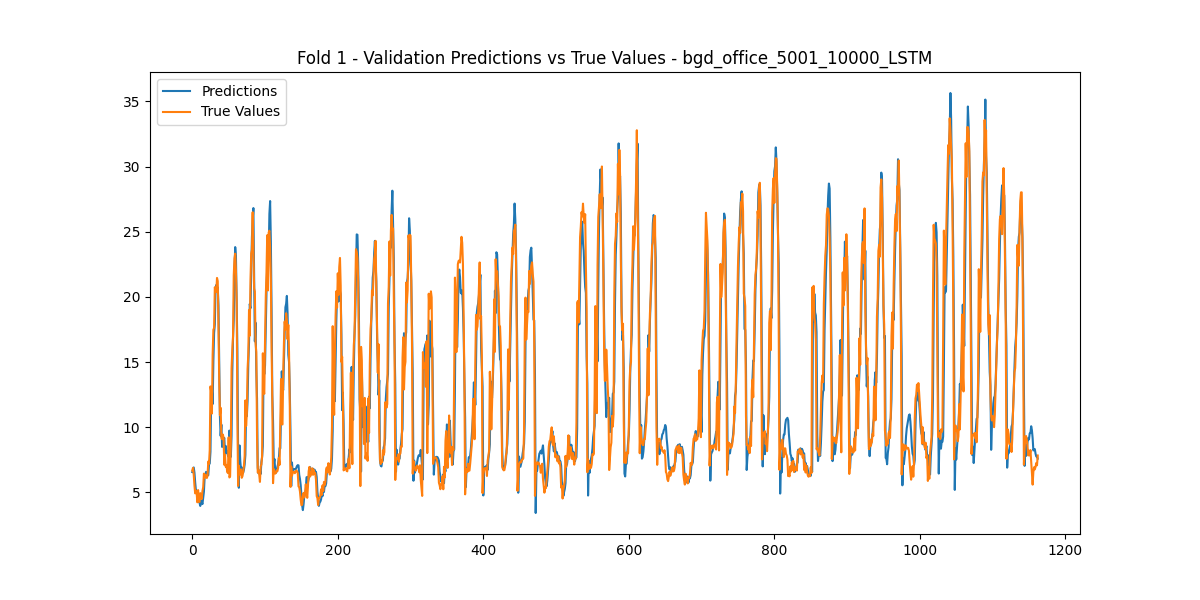 Fold 1 - Validation Predictions vs True Values - bgd_office_5001_10000_LSTM
Predictions
True Values
35
30
25
20
15
10
5
0 200 400 600 800 1000 1200